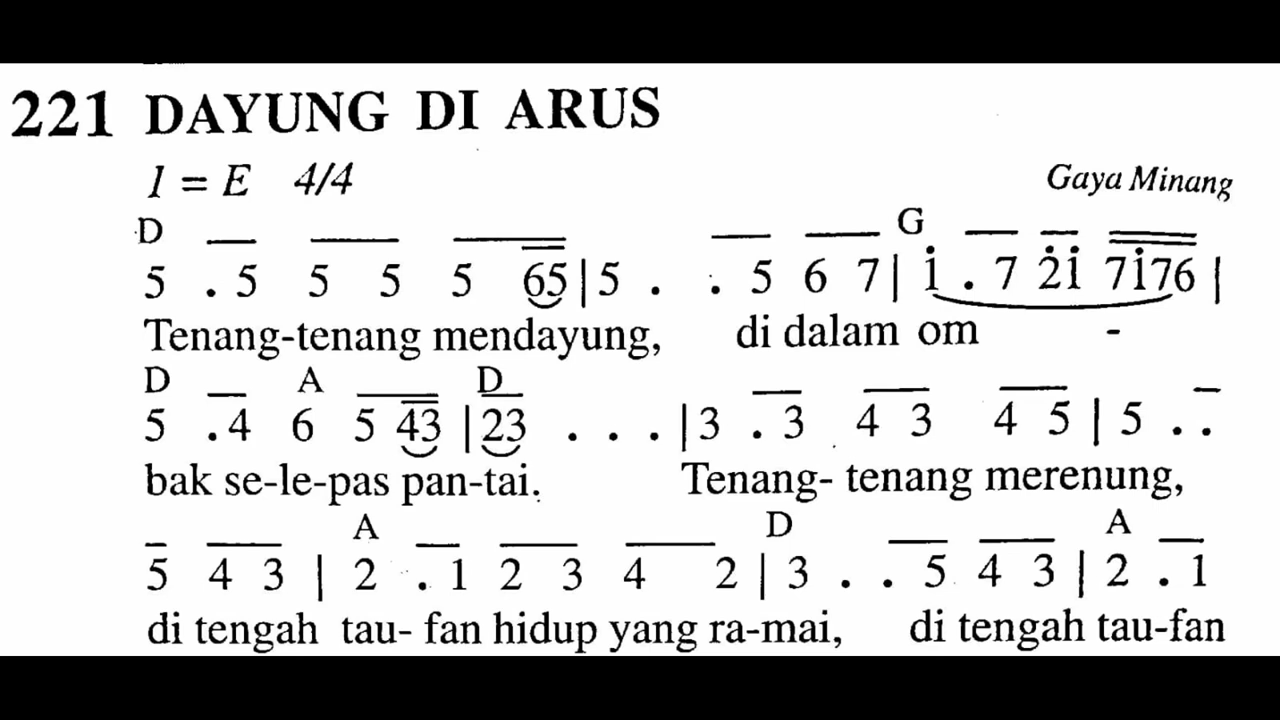 221 DAYUNG DI ARUS
1 = E 4/4 Gaya Minang
D G
5 . 5 5 5 5 65 | 5 . . 5 6 7 | i . 7 2̇i 7i76 |
Tenang-tenang mendayung, di dalam om -
D A D
5 . 4 6 5 43 | 23 . . . | 3 . 3 4 3 4 5 | 5 . .
bak se-le-pas pan-tai. Tenang- tenang merenung,
A D A
5 4 3 | 2 . 1 2 3 4 2 | 3 . . 5 4 3 | 2 . 1
di tengah tau- fan hidup yang ra-mai, di tengah tau-fan